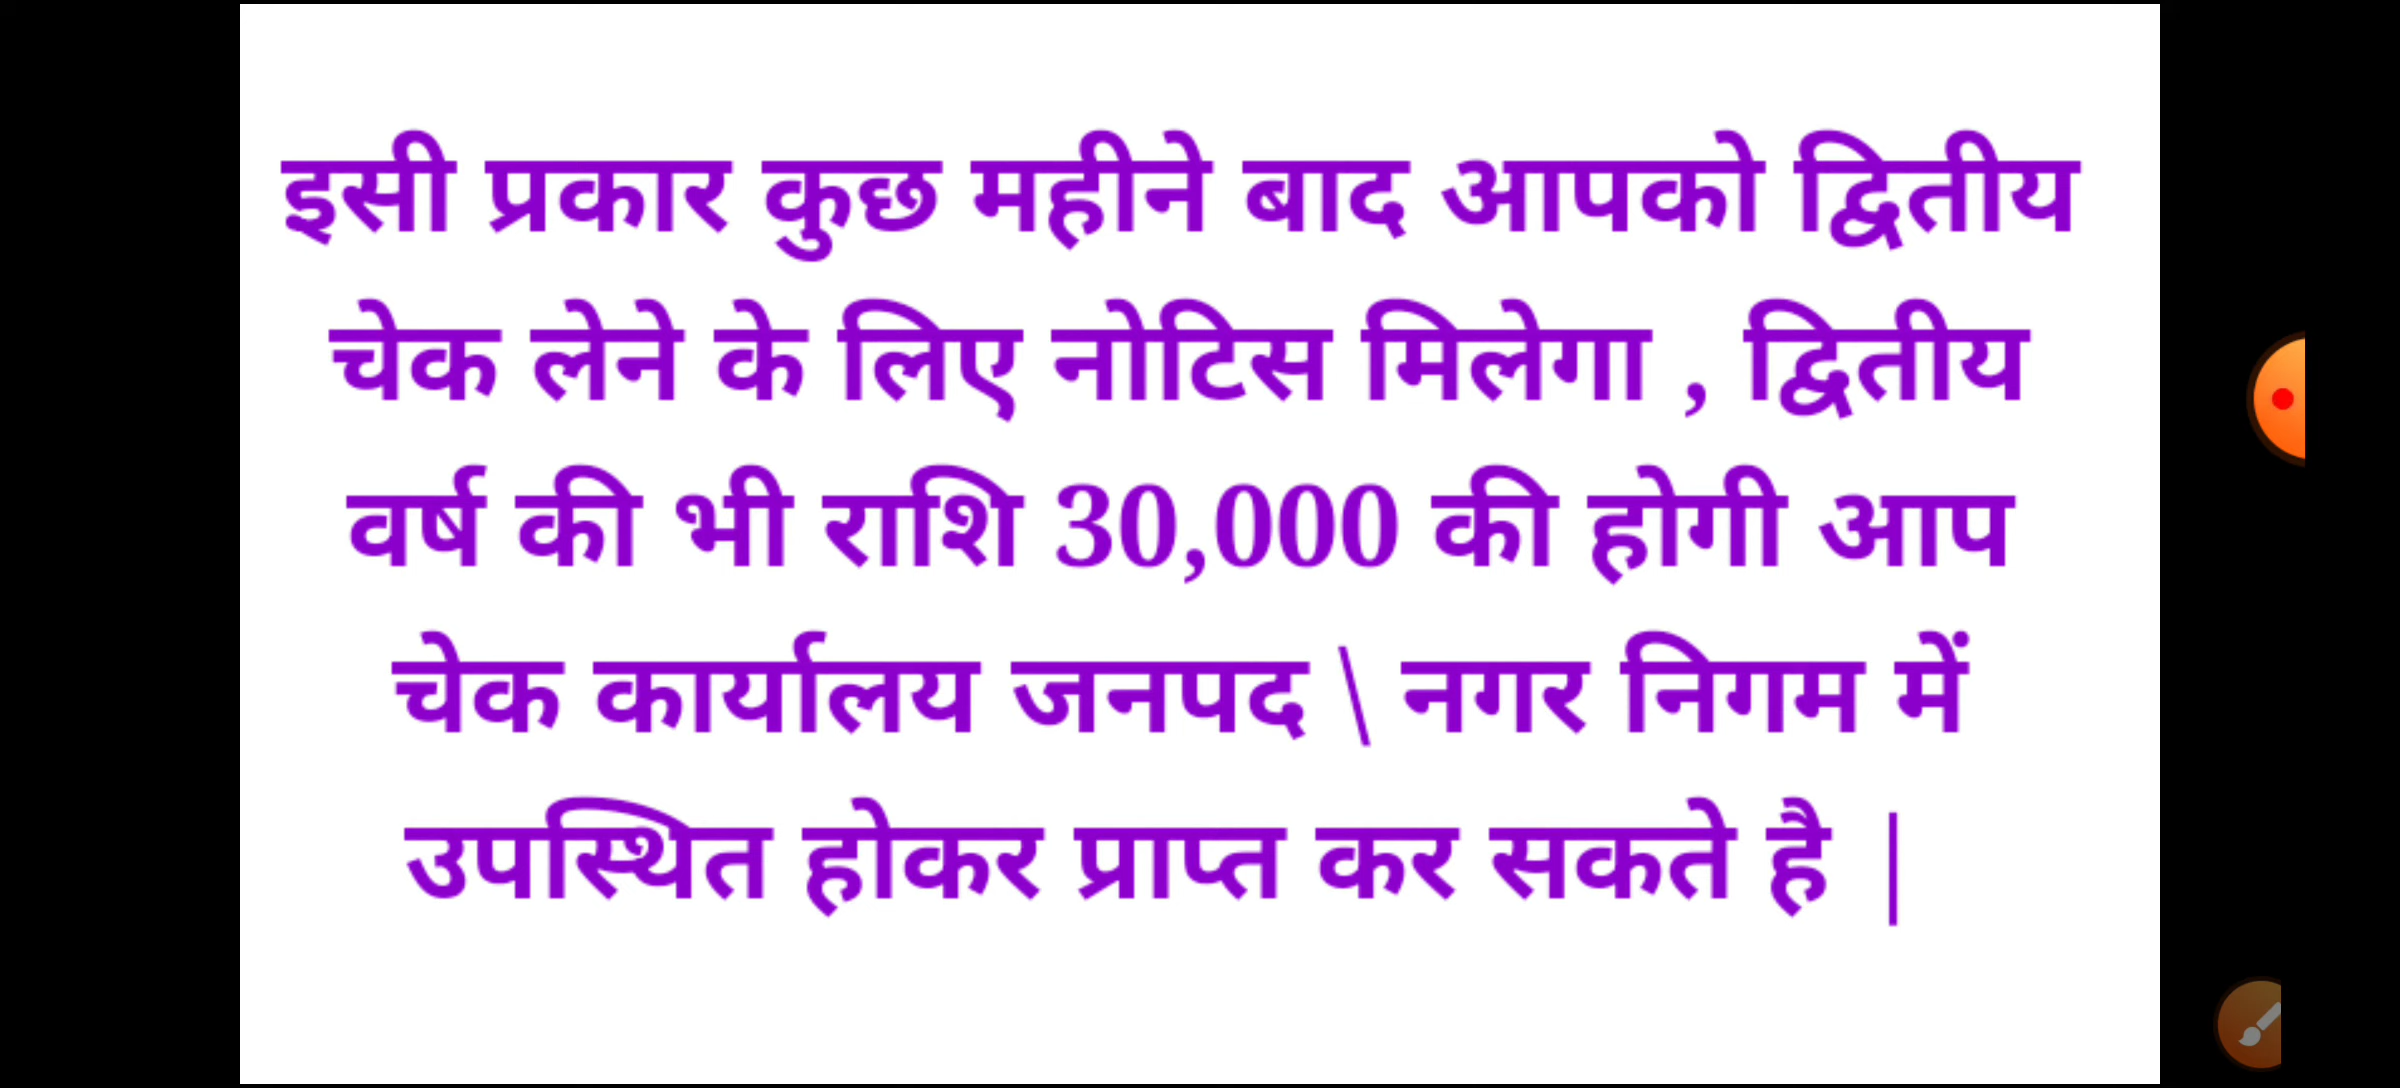 इसी प्रकार कुछ महीने बाद आपको द्वितीय
चेक लेने के लिए नोटिस मिलेगा , द्वितीय
वर्ष की भी राशि 30,000 की होगी आप
चेक कार्यालय जनपद \ नगर निगम में
उपस्थित होकर प्राप्त कर सकते है |